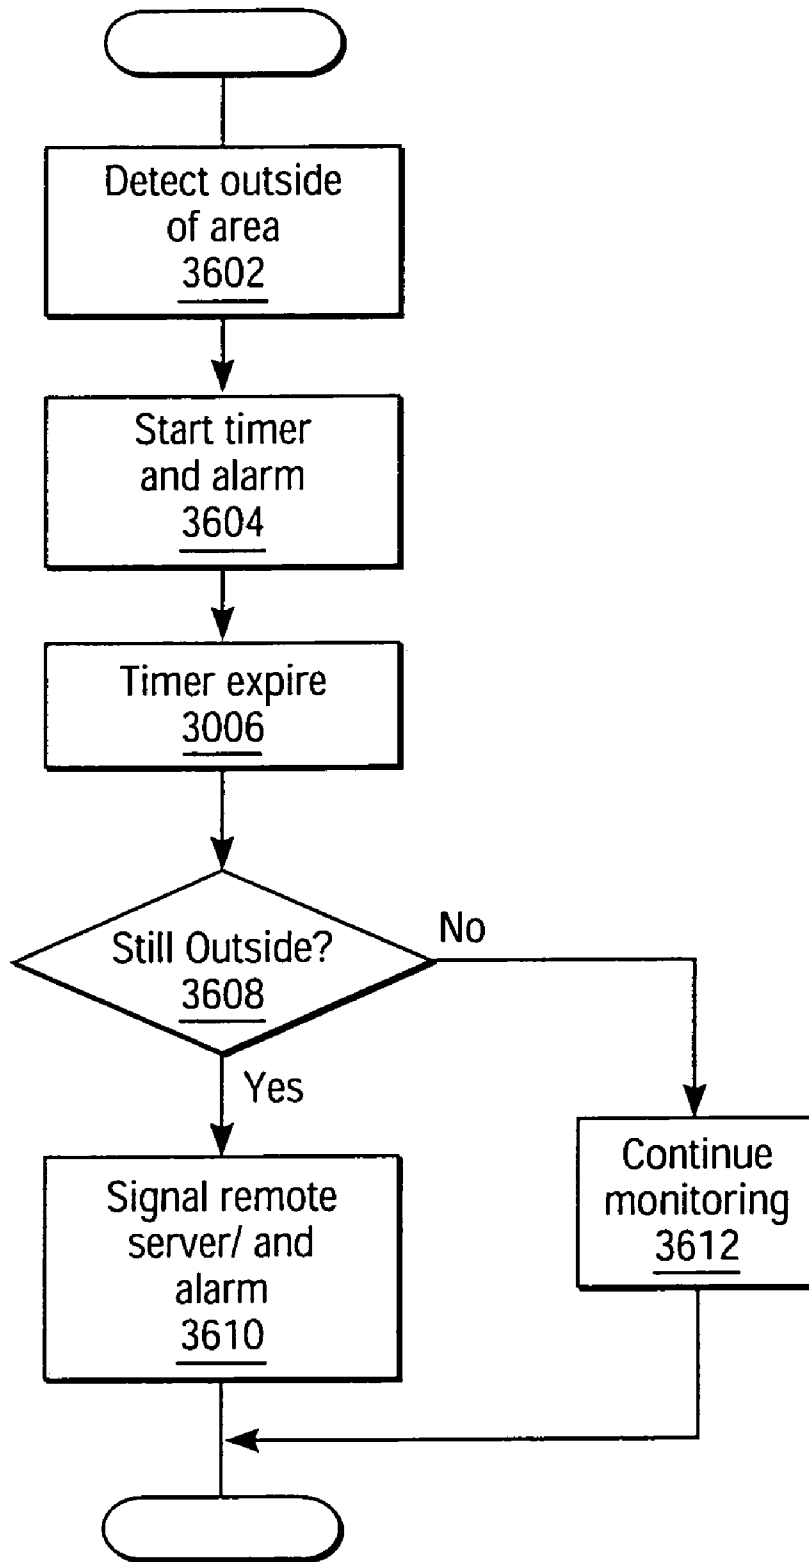 Detect outside
of area
3602
Start timer
and alarm
3604
Timer expire
3006
Still Outside?
3608
No
Yes
Signal remote
server/ and
alarm
3610
Continue
monitoring
3612